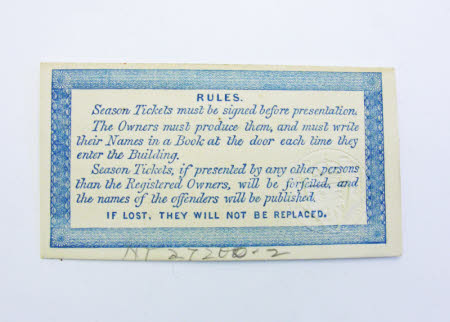 RULES.
Season Tickets must be signed before presentation.
The Owners must produce them, and must write
their Names in a Book at the door each time they
enter the Building.
Season Tickets, if presented by any other persons
than the Registered Owners, will be forfeited, and
the names of the offenders will be published.
IF LOST, THEY WILL NOT BE REPLACED.